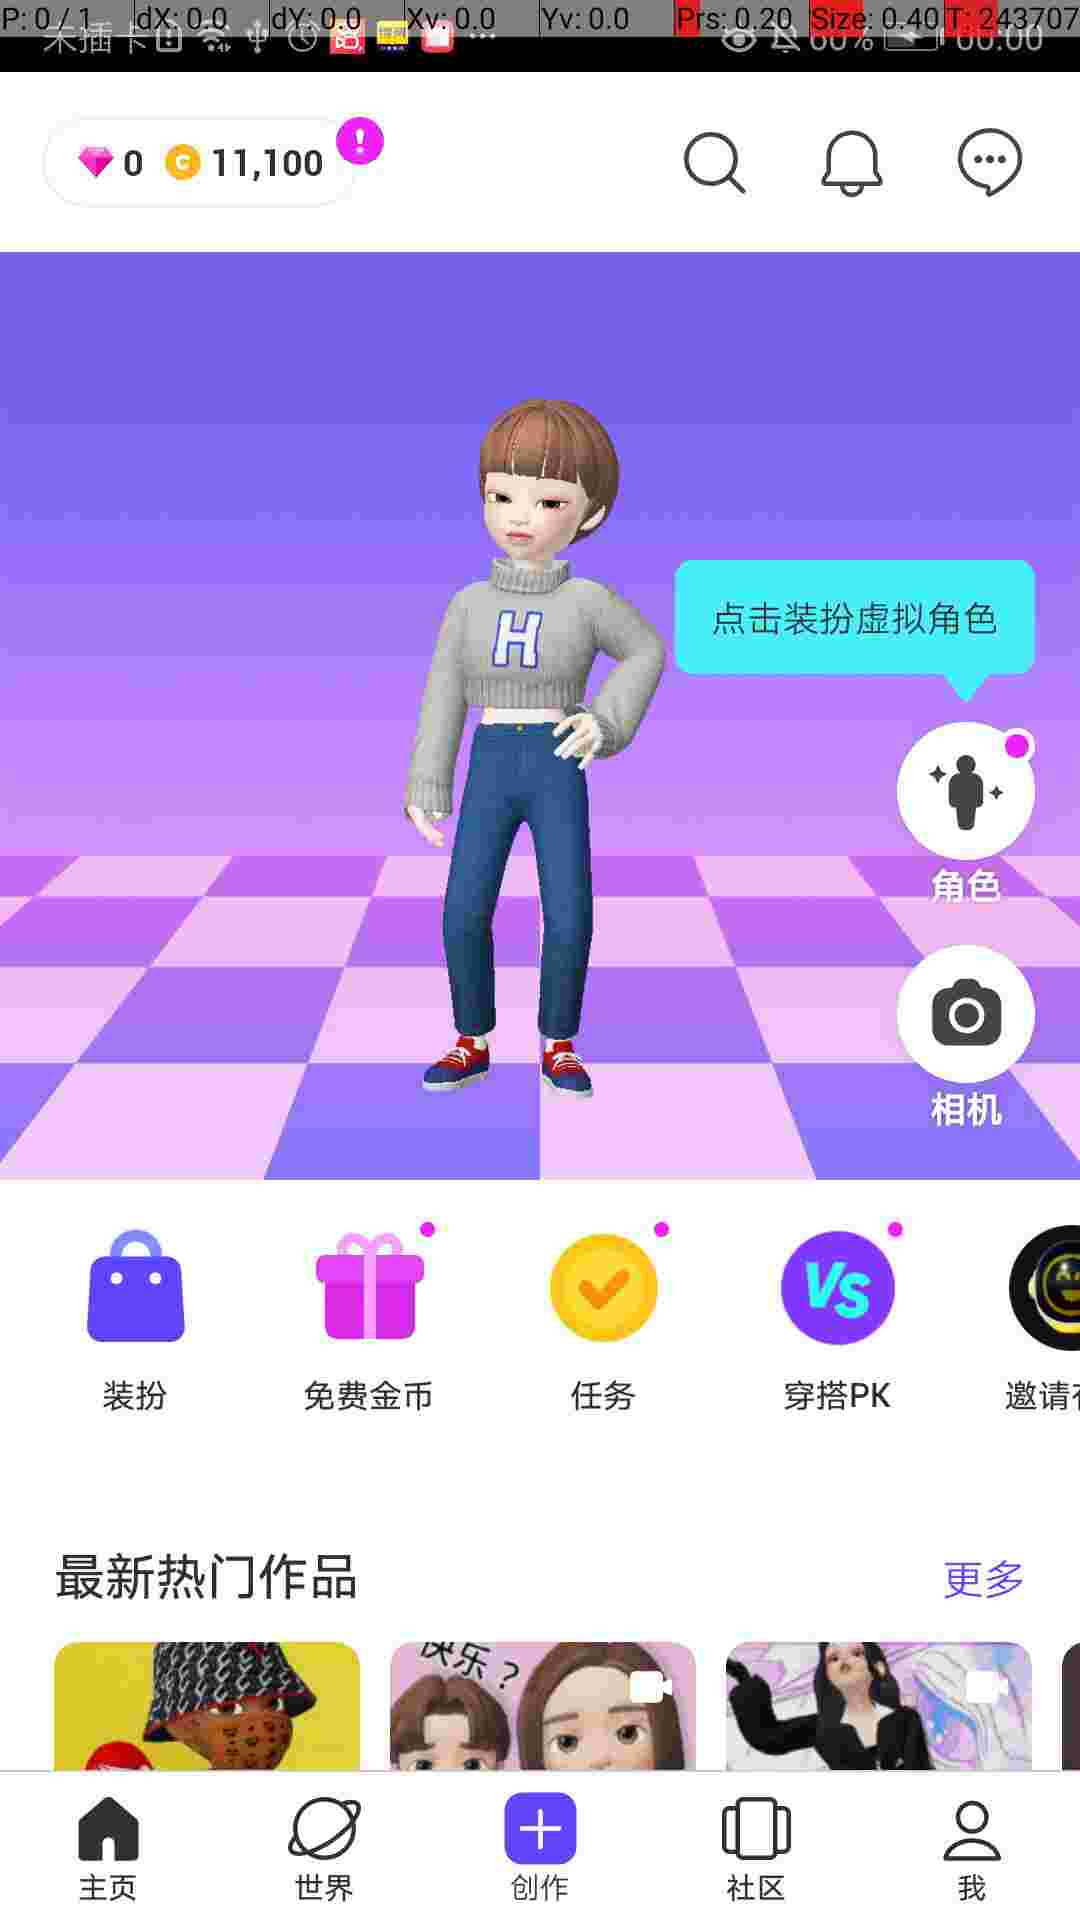 P: 0 / 1 dX: 0.0 dY: 0.0 Xv: 0.0 Yv: 0.0 Prs: 0.20 Size: 0.40 T: 243707
未插卡 60% 00:00
0 C 11,100 !
H
点击装扮虚拟角色
角色
相机
VS
装扮 免费金币 任务 穿搭PK 邀请
最新热门作品 更多
快乐？
主页 世界 创作 社区 我